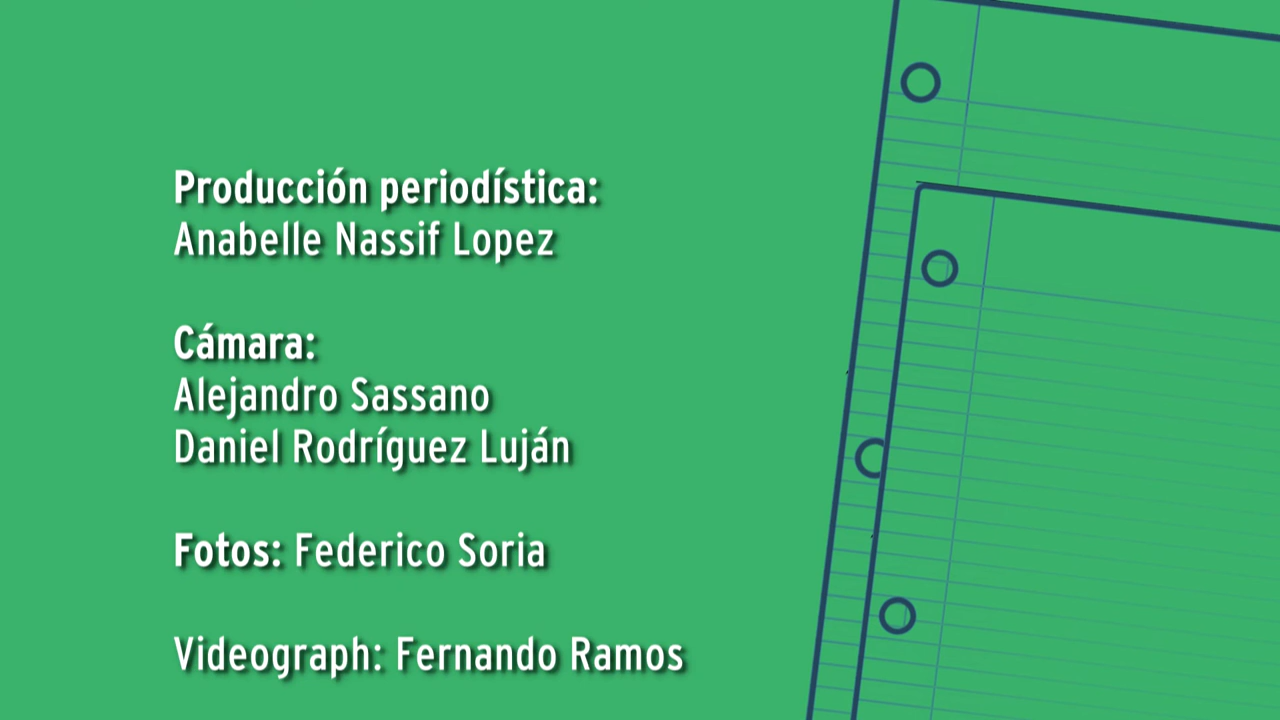 Producción periodística:
Anabelle Nassif Lopez
Cámara:
Alejandro Sassano
Daniel Rodríguez Luján
Fotos: Federico Soria
Videograph: Fernando Ramos